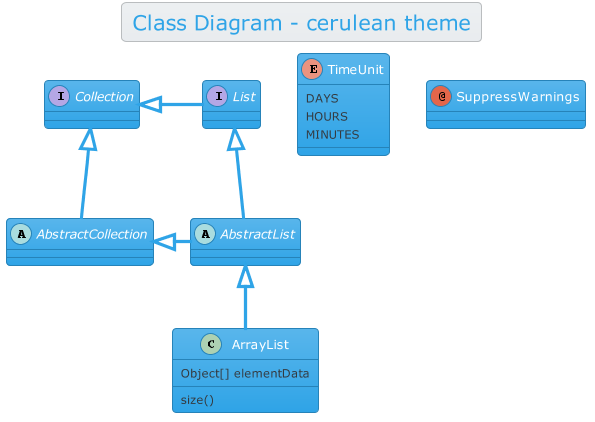 Class Diagram - cerulean theme
I Collection
I List
E TimeUnit
DAYS
HOURS
MINUTES
@ SuppressWarnings
A AbstractCollection
A AbstractList
C ArrayList
Object[] elementData
size()